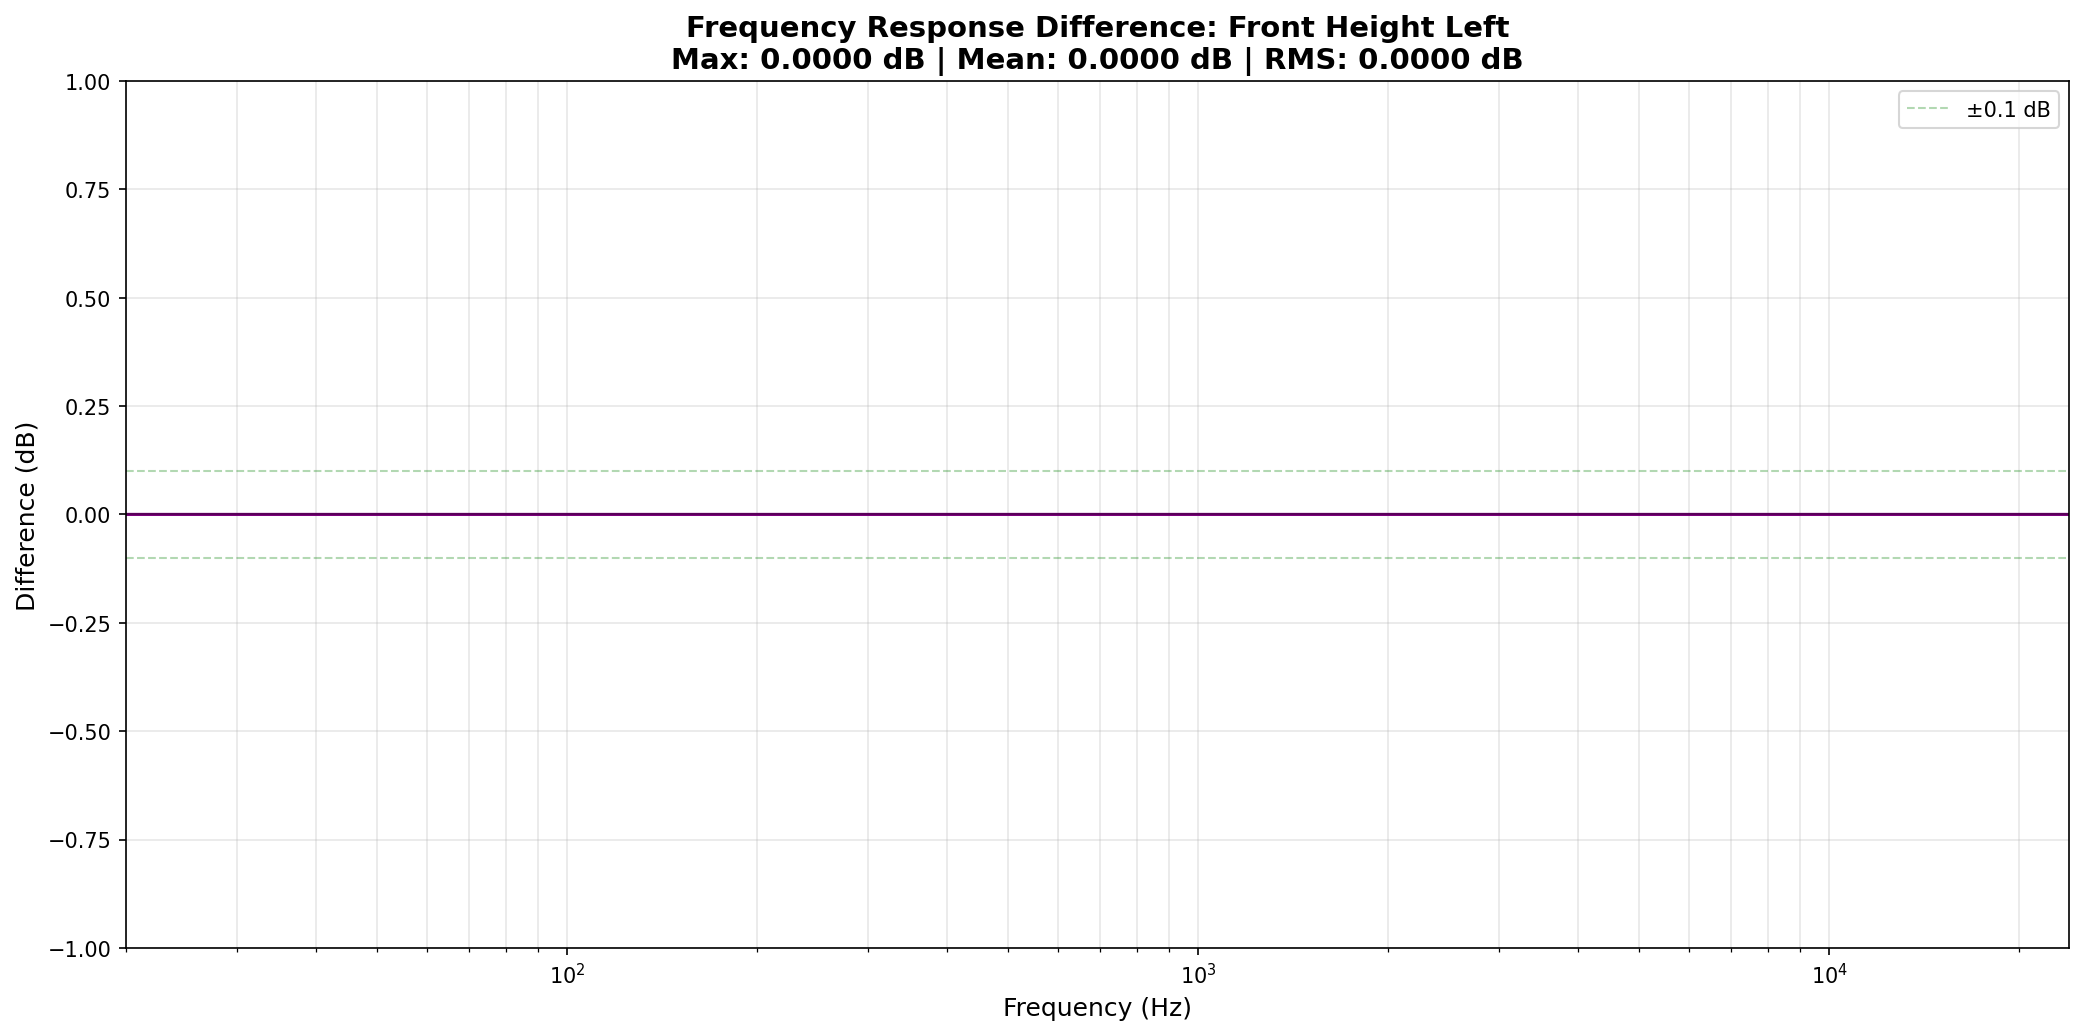 Frequency Response Difference: Front Height Left
Max: 0.0000 dB | Mean: 0.0000 dB | RMS: 0.0000 dB
±0.1 dB
1.00
0.75
0.50
0.25
0.00
−0.25
−0.50
−0.75
−1.00
Difference (dB)
10²
10³
10⁴
Frequency (Hz)